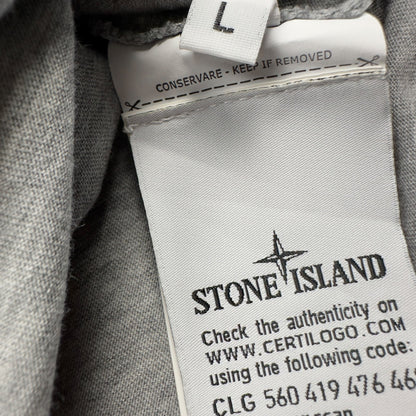 L
CONSERVARE - KEEP IF REMOVED
STONE ISLAND
Check the authenticity on
WWW.CERTILOGO.COM
using the following code:
CLG 560 419 476